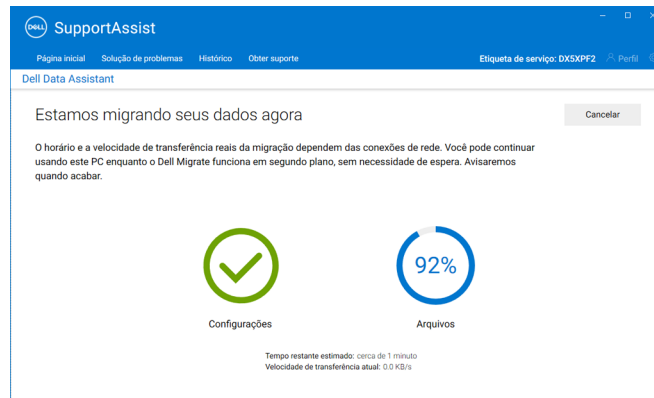 DELL SupportAssist
Página inicial Solução de problemas Histórico Obter suporte Etiqueta de serviço: DX5XPF2 Perfil
Dell Data Assistant
Estamos migrando seus dados agora
Cancelar
O horário e a velocidade de transferência reais da migração dependem das conexões de rede. Você pode continuar
usando este PC enquanto o Dell Migrate funciona em segundo plano, sem necessidade de espera. Avisaremos
quando acabar.
92%
Configurações Arquivos
Tempo restante estimado: cerca de 1 minuto
Velocidade de transferência atual: 0.0 KB/s